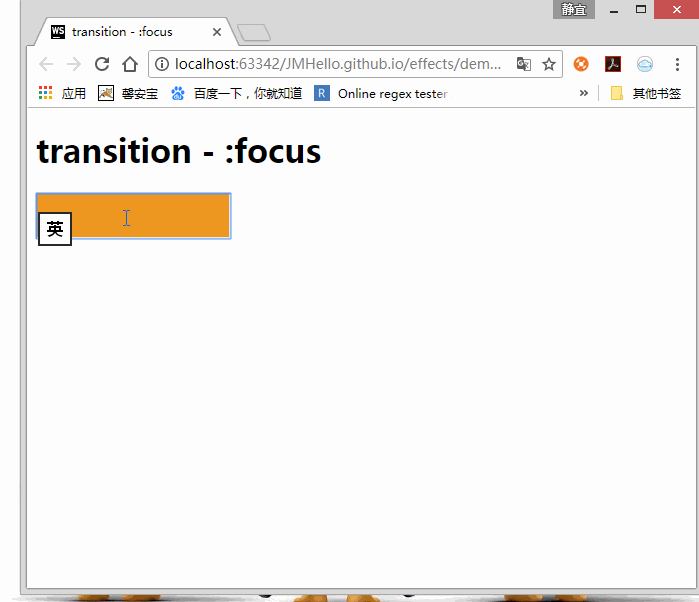 静宜
WS transition - :focus
localhost:63342/JMHello.github.io/effects/dem...
应用 馨安宝 百度一下，你就知道 R Online regex tester » 其他书签
transition - :focus
英